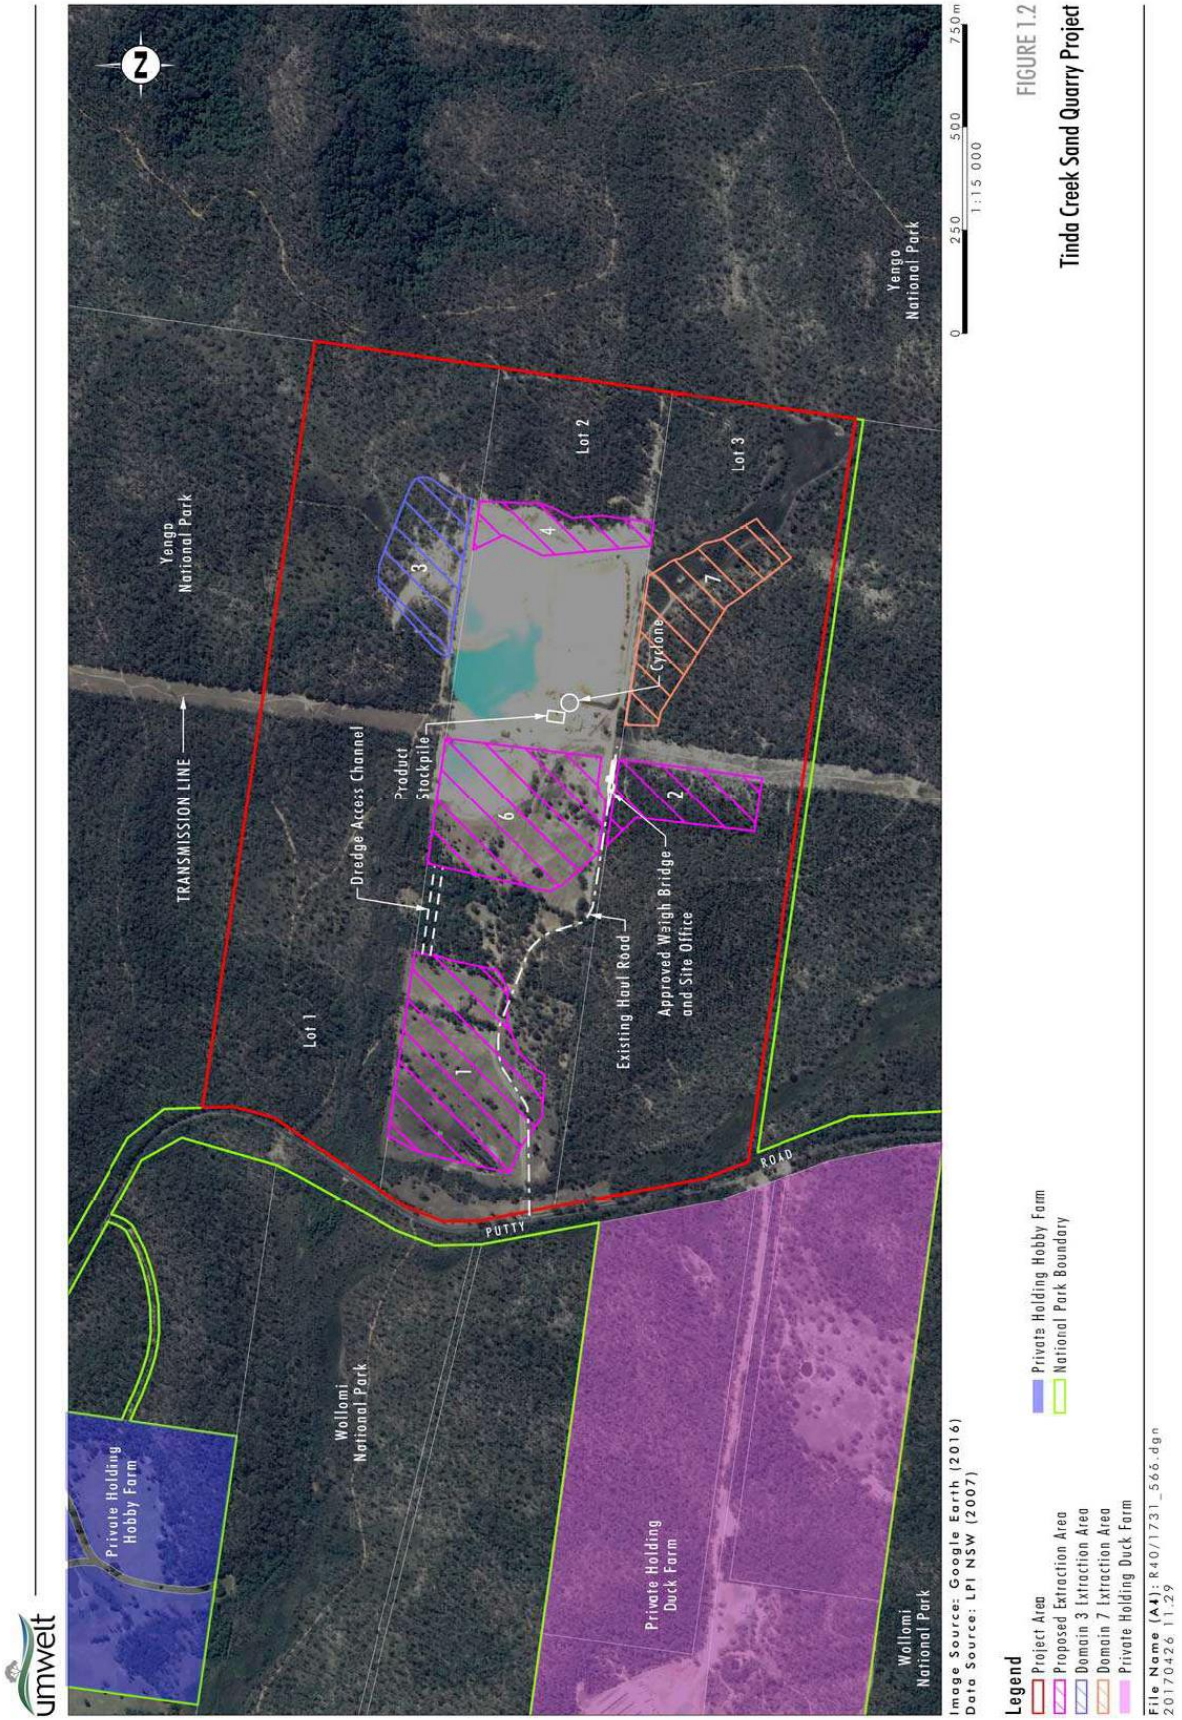 umwelt
N
Yengo
National Park
TRANSMISSION LINE
Dredge Access Channel
Product
Stockpile
Lot 1
Private Holding
Hobby Farm
Wollomi
National Park
PUTTY
ROAD
1
6
3
4
2
7
Lot 2
Lot 3
Cyclone
Existing Haul Road
Approved Weigh Bridge
and Site Office
Yengo
National Park
Private Holding
Duck Farm
Wollomi
National Park
Image Source: Google Earth (2016)
Data Source: LPI NSW (2007)
0 250 500 750m
1:15 000
Legend
Project Area
Proposed Extraction Area
Domain 3 Extraction Area
Domain 7 Extraction Area
Private Holding Duck Farm
Private Holding Hobby Farm
National Park Boundary
FIGURE 1.2
Tinda Creek Sand Quarry Project
File Name (A4): R40/1731_566.dgn
20170426 11.29